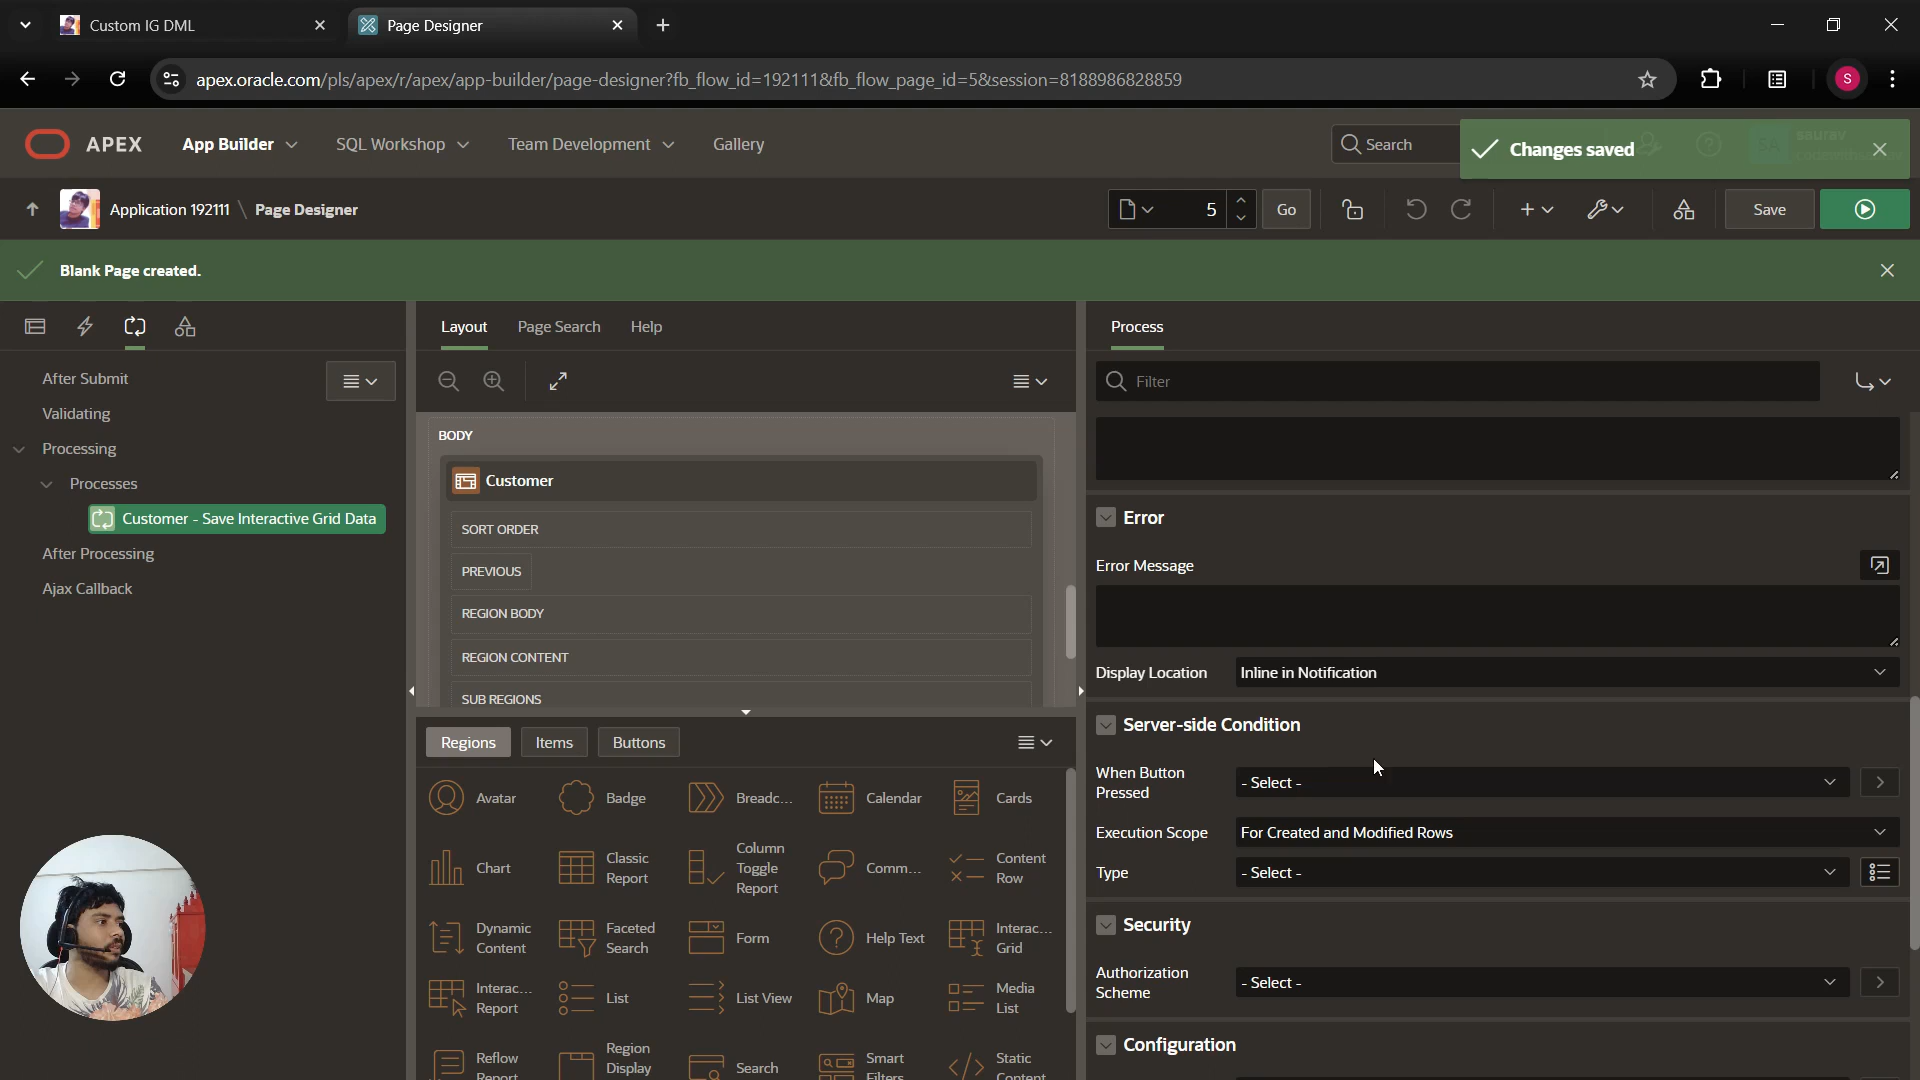 Custom IG DML
Page Designer
apex.oracle.com/pls/apex/r/apex/app-builder/page-designer?fb_flow_id=192111&fb_flow_page_id=5&session=8188986828859
S
APEX
App Builder
SQL Workshop
Team Development
Gallery
Search
Changes saved
Application 192111 \ Page Designer
5
Go
Save
Blank Page created.
After Submit
Validating
Processing
Processes
Customer - Save Interactive Grid Data
After Processing
Ajax Callback
Layout
Page Search
Help
BODY
Customer
SORT ORDER
PREVIOUS
REGION BODY
REGION CONTENT
SUB REGIONS
Regions
Items
Buttons
Avatar
Badge
Breadc...
Calendar
Cards
Chart
Classic
Report
Column
Toggle
Report
Comm...
Content
Row
Dynamic
Content
Faceted
Search
Form
Help Text
Interac...
Grid
Interac...
Report
List
List View
Map
Media
List
Reflow
Report
Region
Display
Search
Smart
Filters
Static
Content
Process
Filter
Error
Error Message
Display Location
Inline in Notification
Server-side Condition
When Button
Pressed
- Select -
Execution Scope
For Created and Modified Rows
Type
- Select -
Security
Authorization
Scheme
- Select -
Configuration